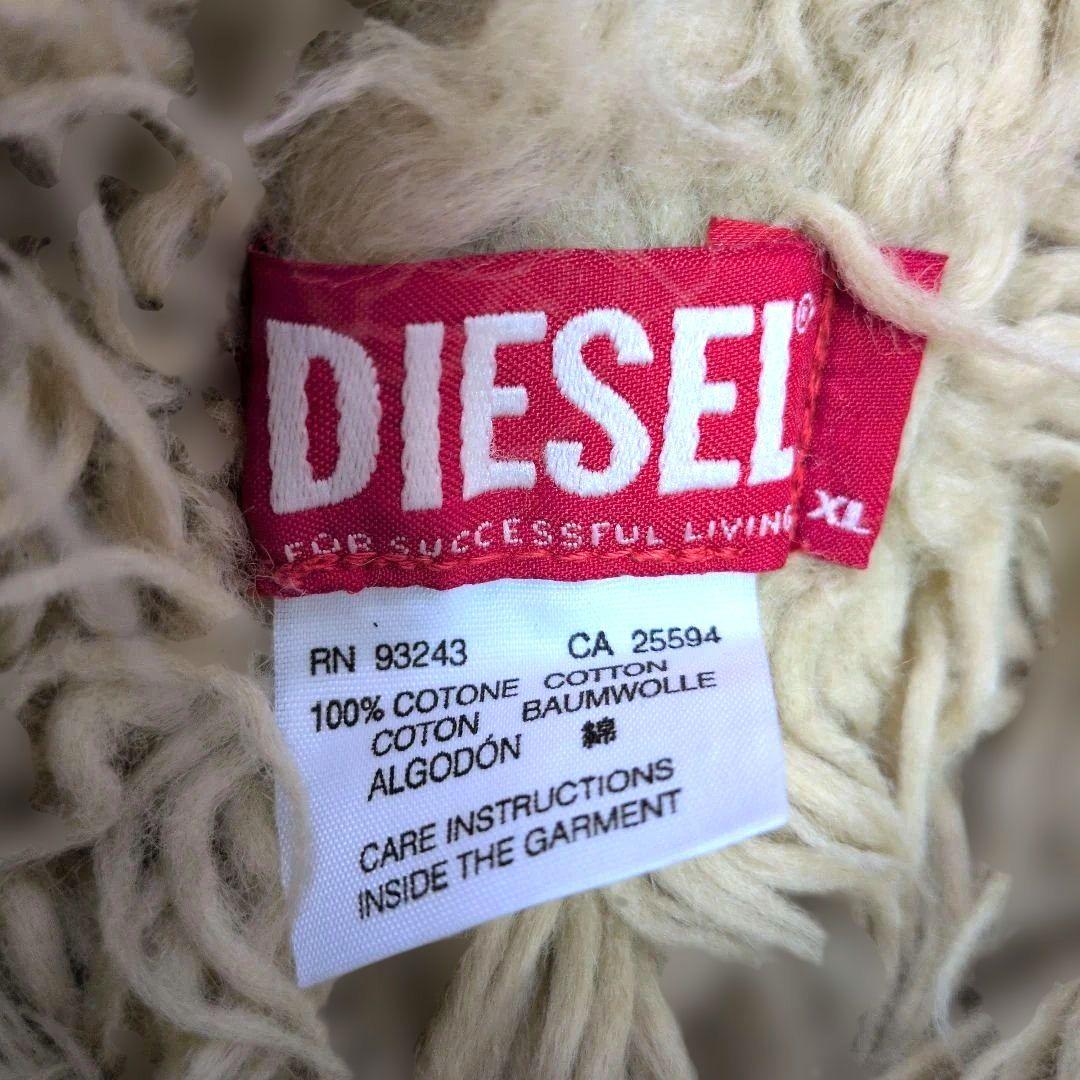 DIESEL®
FOR SUCCESSFUL LIVING
XL
RN 93243 CA 25594
100% COTONE COTTON
COTON BAUMWOLLE
ALGODÓN 綿
CARE INSTRUCTIONS
INSIDE THE GARMENT